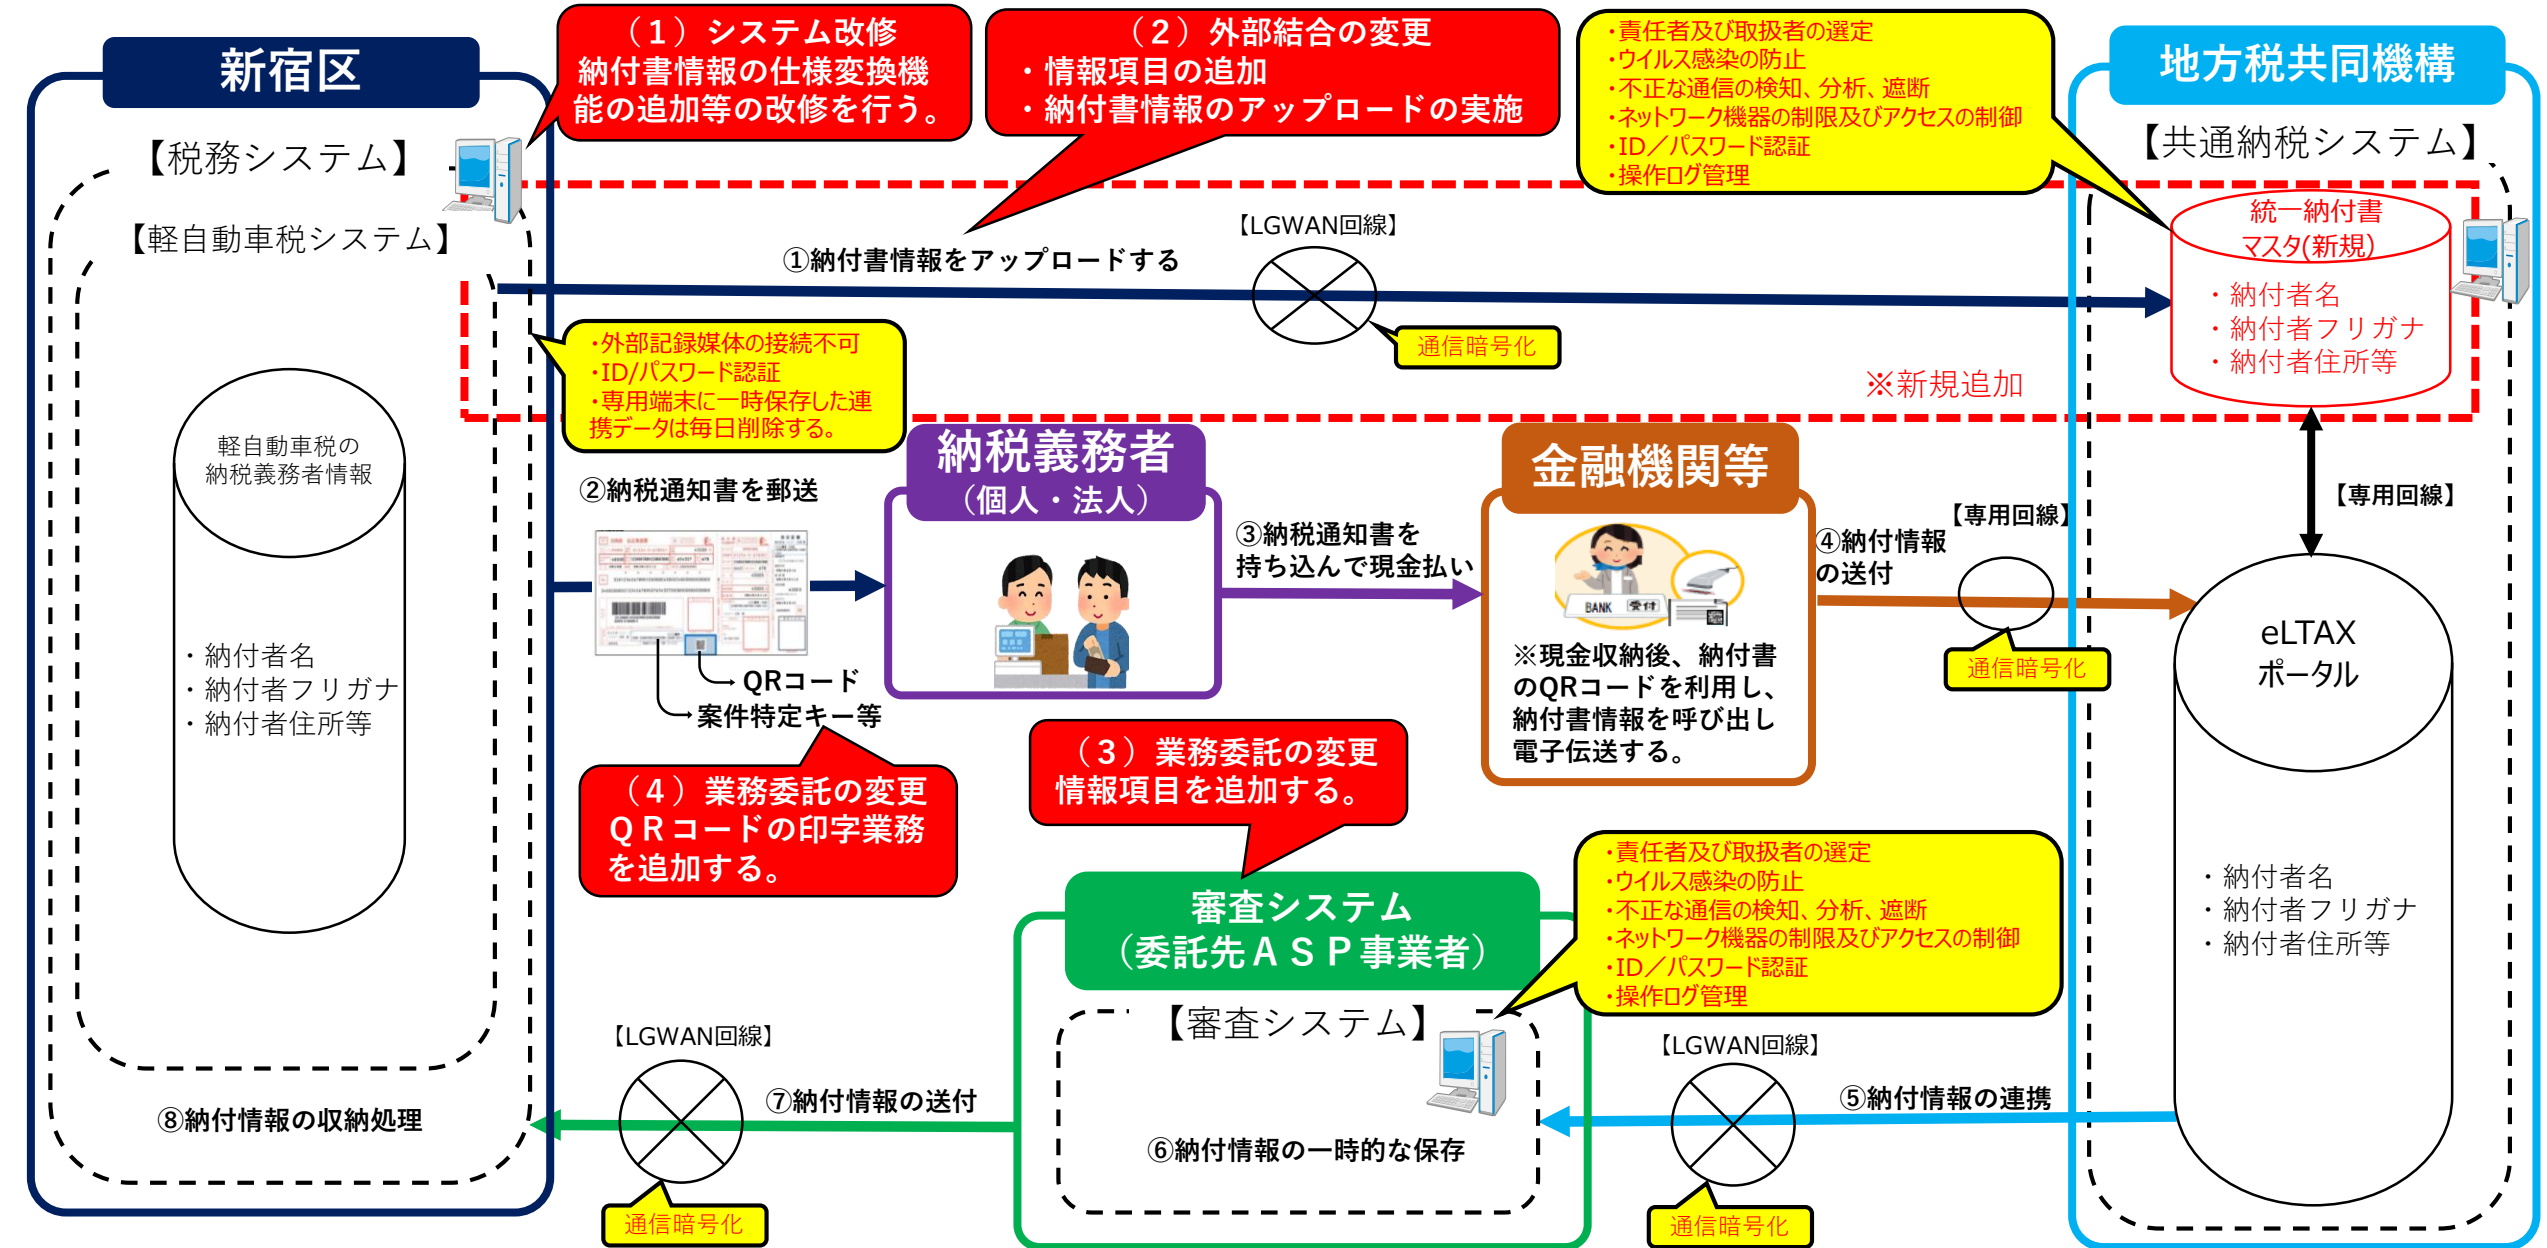 新宿区
【税務システム】
【軽自動車税システム】
軽自動車税の
納税義務者情報
・納付者名
・納付者フリガナ
・納付者住所等
⑧納付情報の収納処理
（１）システム改修
納付書情報の仕様変換機
能の追加等の改修を行う。
（２）外部結合の変更
・情報項目の追加
・納付書情報のアップロードの実施
・責任者及び取扱者の選定
・ウイルス感染の防止
・不正な通信の検知、分析、遮断
・ネットワーク機器の制限及びアクセスの制御
・ID／パスワード認証
・操作ログ管理
地方税共同機構
【共通納税システム】
統一納付書
マスタ(新規)
・納付者名
・納付者フリガナ
・納付者住所等
①納付書情報をアップロードする
【LGWAN回線】
通信暗号化
※新規追加
・外部記録媒体の接続不可
・ID/パスワード認証
・専用端末に一時保存した連
携データは毎日削除する。
②納税通知書を郵送
QRコード
案件特定キー等
（４）業務委託の変更
ＱＲコードの印字業務
を追加する。
納税義務者
（個人・法人）
③納税通知書を
持ち込んで現金払い
金融機関等
BANK
受付
※現金収納後、納付書
のQRコードを利用し、
納付書情報を呼び出し
電子伝送する。
【専用回線】
④納付情報
の送付
通信暗号化
【専用回線】
eLTAX
ポータル
・納付者名
・納付者フリガナ
・納付者住所等
（３）業務委託の変更
情報項目を追加する。
審査システム
（委託先ＡＳＰ事業者）
【審査システム】
⑥納付情報の一時的な保存
・責任者及び取扱者の選定
・ウイルス感染の防止
・不正な通信の検知、分析、遮断
・ネットワーク機器の制限及びアクセスの制御
・ID／パスワード認証
・操作ログ管理
【LGWAN回線】
⑤納付情報の連携
通信暗号化
【LGWAN回線】
⑦納付情報の送付
通信暗号化